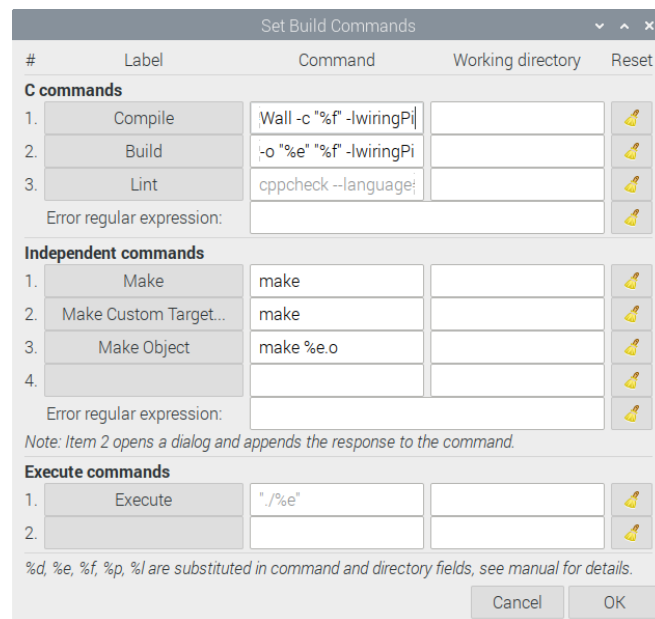 Set Build Commands
# Label Command Working directory Reset
C commands
1. Compile Wall -c "%f" -lwiringPi
2. Build -o "%e" "%f" -lwiringPi
3. Lint cppcheck --language
Error regular expression:
Independent commands
1. Make make
2. Make Custom Target... make
3. Make Object make %e.o
4.
Error regular expression:
Note: Item 2 opens a dialog and appends the response to the command.
Execute commands
1. Execute "./%e"
2.
%d, %e, %f, %p, %l are substituted in command and directory fields, see manual for details.
Cancel OK